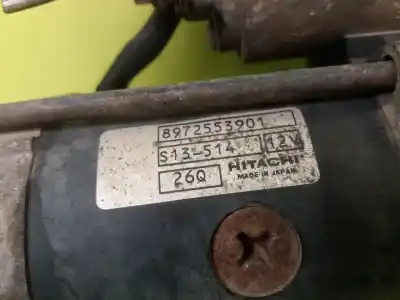 8972553901
S13-514 12V
26Q HITACHI
MADE IN JAPAN